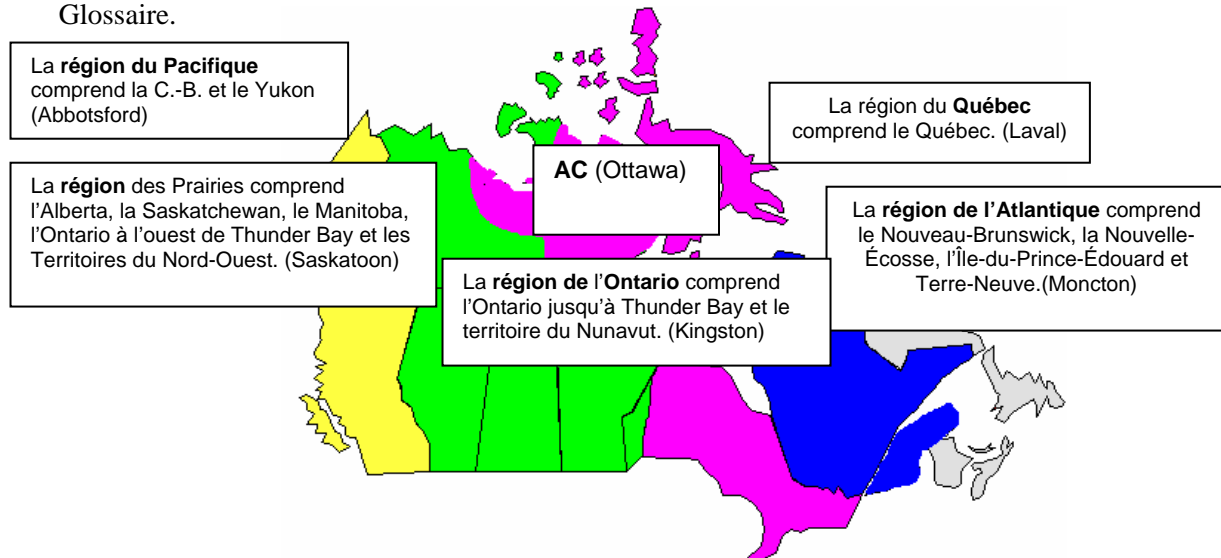 Glossaire.
La région du Pacifique
comprend la C.-B. et le Yukon
(Abbotsford)
La région du Québec
comprend le Québec. (Laval)
AC (Ottawa)
La région des Prairies comprend
l'Alberta, la Saskatchewan, le Manitoba,
l'Ontario à l'ouest de Thunder Bay et les
Territoires du Nord-Ouest. (Saskatoon)
La région de l'Atlantique comprend
le Nouveau-Brunswick, la Nouvelle-
Écosse, l'Île-du-Prince-Édouard et
Terre-Neuve.(Moncton)
La région de l'Ontario comprend
l'Ontario jusqu'à Thunder Bay et le
territoire du Nunavut. (Kingston)